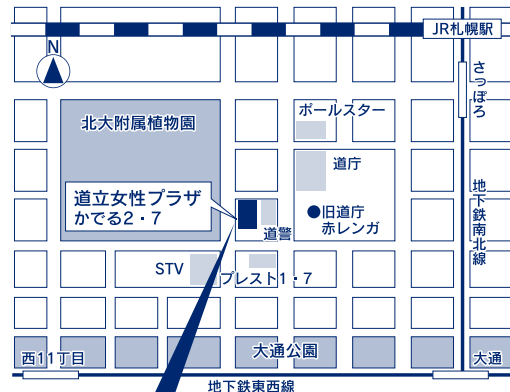 JR札幌駅
N
さっぽろ
ポールスター
北大附属植物園
道庁
地下鉄南北線
道立女性プラザ
かでる2・7
旧道庁
赤レンガ
道警
STV
プレスト1・7
大通公園
西11丁目
大通
地下鉄東西線